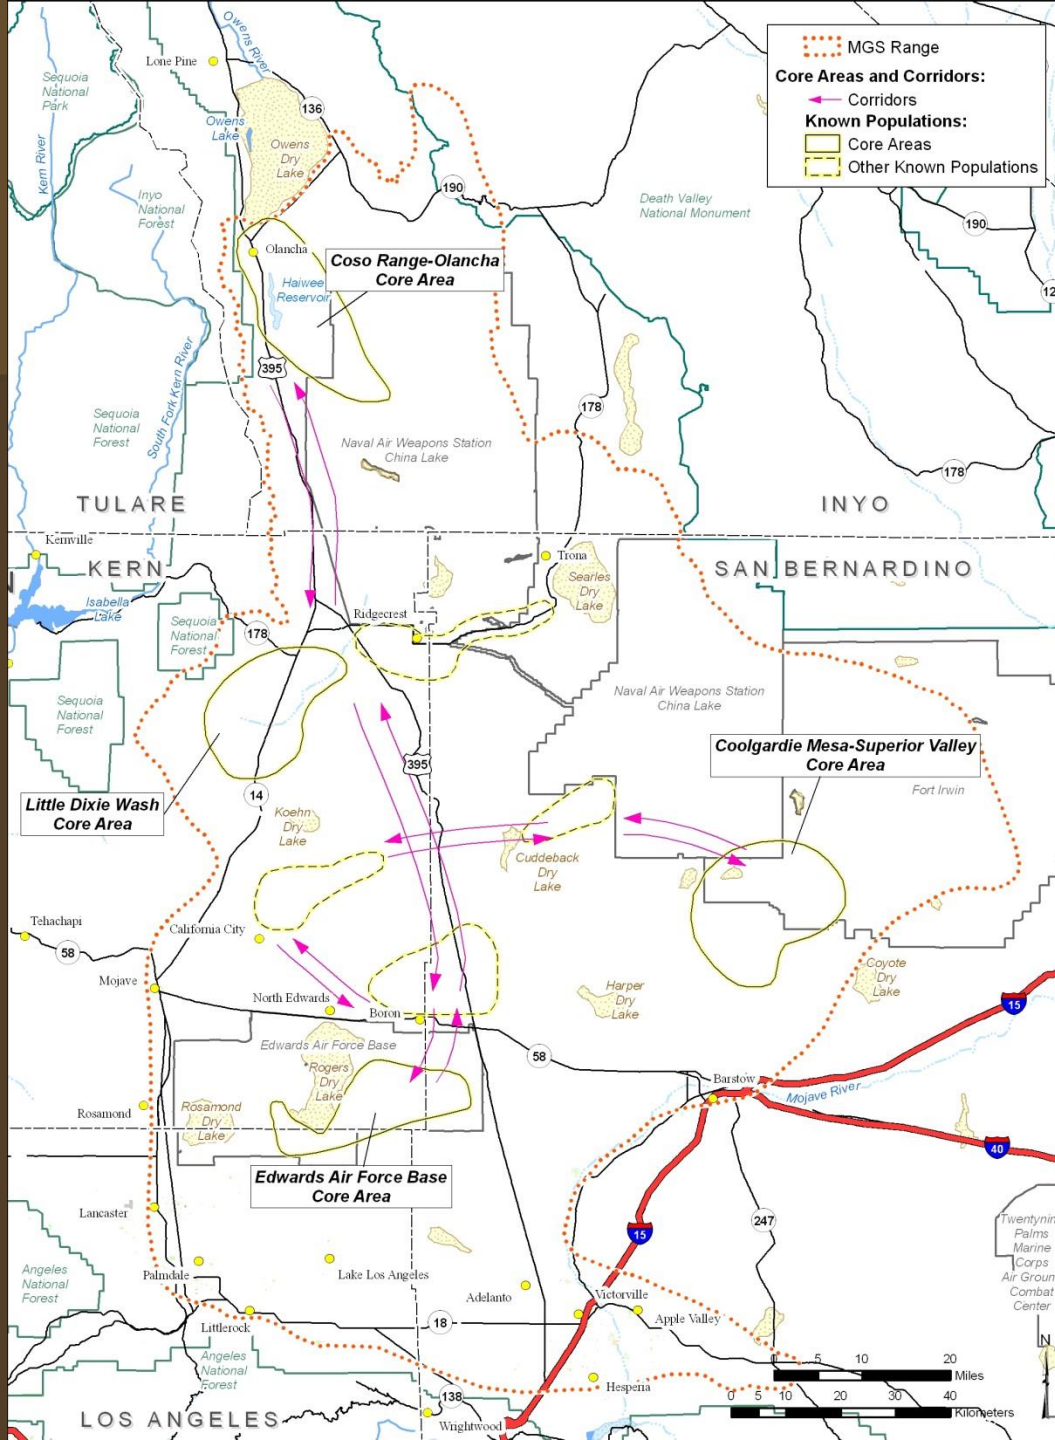 MGS Range
Core Areas and Corridors:
Corridors
Known Populations:
Core Areas
Other Known Populations
Owens River
Lone Pine
136
Sequoia
National
Park
Owens
Lake
Kern River
Owens
Dry
Lake
190
Inyo
National
Forest
Death Valley
National Monument
190
Olancha
Coso Range-Olancha
Core Area
Haiwee
Reservoir
12
South Fork Kern River
395
178
Sequoia
National
Forest
Naval Air Weapons Station
China Lake
178
TULARE
INYO
Kernville
KERN
Trona
SAN BERNARDINO
Searles
Dry
Lake
N
Isabella
Lake
Sequoia
National
Forest
178
Ridgecrest
Sequoia
National
Forest
Naval Air Weapons Station
China Lake
Coolgardie Mesa-Superior Valley
Core Area
395
14
Little Dixie Wash
Core Area
Fort Irwin
Koehn
Dry
Lake
Cuddeback
Dry
Lake
Tehachapi
58
California City
Mojave
Coyote
Dry
Lake
North Edwards
Boron
Harper
Dry
Lake
15
Edwards Air Force Base
58
Rogers
Dry
Lake
Barstow
Mojave River
Rosamond
Rosamond
Dry
Lake
40
Edwards Air Force Base
Core Area
Lancaster
247
15
Twentynin
Palms
Marine
Corps
Air Groun
Combat
Center
Angeles
National
Forest
Palmdale
Lake Los Angeles
Adelanto
Victorville
Apple Valley
Littlerock
18
N
Angeles
National
Forest
0 5 10 20
Miles
Hesperia
138
0 5 10 20 30 40
Kilometers
LOS ANGELES
Wrightwood